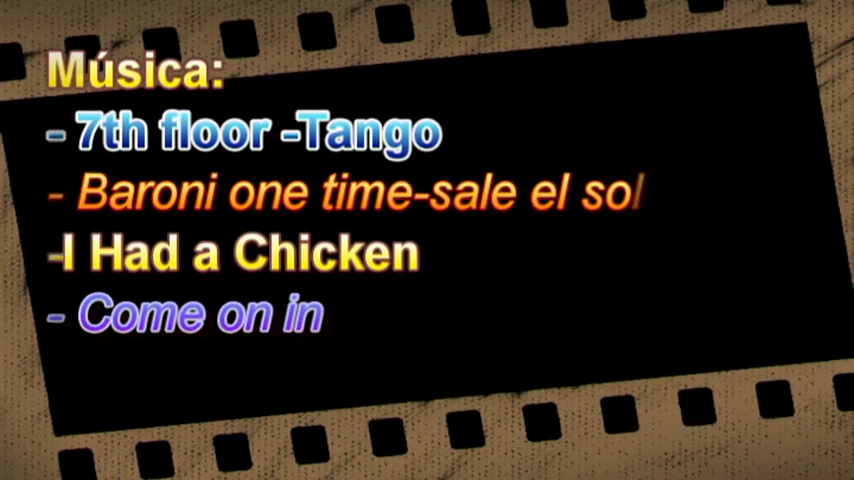 Música:
- 7th floor -Tango
- Baroni one time-sale el sol
-I Had a Chicken
- Come on in